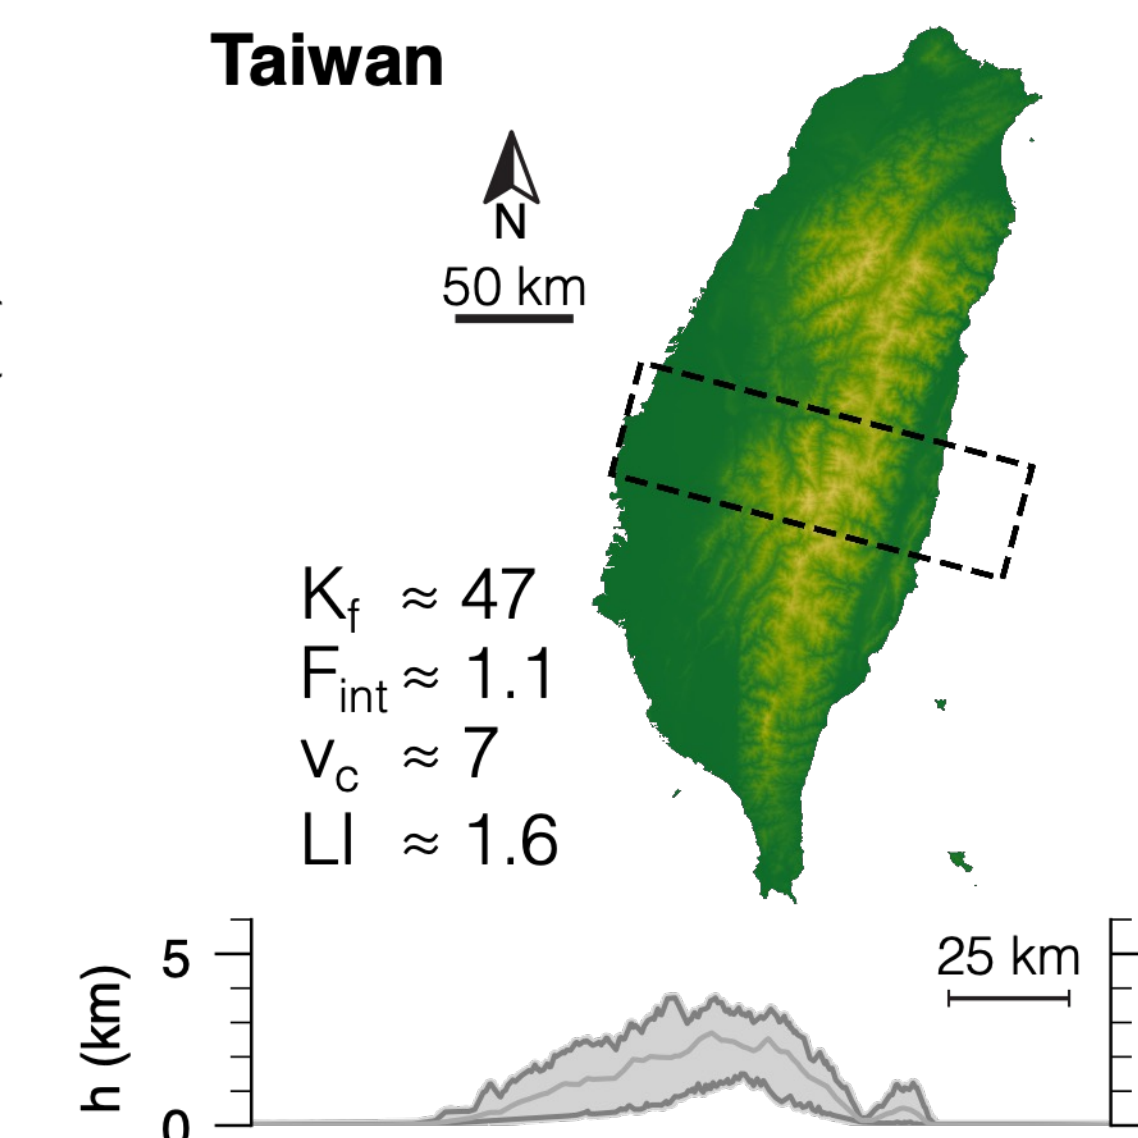 Taiwan
N
50 km
K_f ≈ 47
F_int ≈ 1.1
v_c ≈ 7
LI ≈ 1.6
25 km
5
h (km)
0